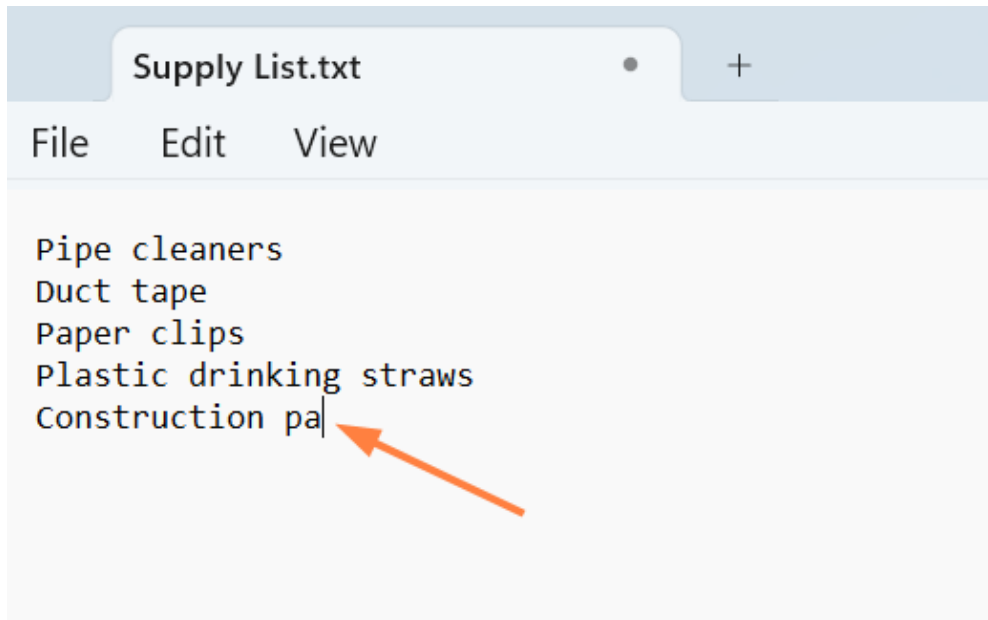 Supply List.txt
File Edit View
Pipe cleaners
Duct tape
Paper clips
Plastic drinking straws
Construction pa